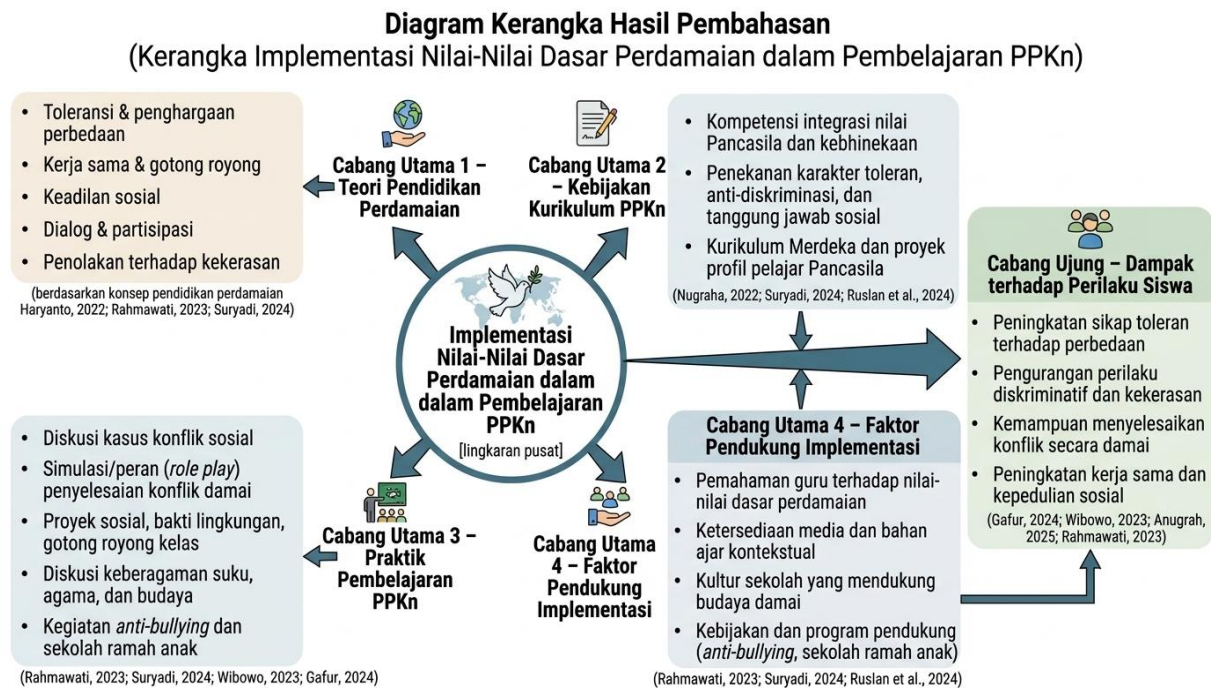 Diagram Kerangka Hasil Pembahasan
(Kerangka Implementasi Nilai-Nilai Dasar Perdamaian dalam Pembelajaran PPKn)
• Toleransi & penghargaan
perbedaan
• Kerja sama & gotong royong
• Keadilan sosial
• Dialog & partisipasi
• Penolakan terhadap kekerasan
(berdasarkan konsep pendidikan perdamaian
Haryanto, 2022; Rahmawati, 2023; Suryadi, 2024)
Cabang Utama 1 –
Teori Pendidikan
Perdamaian
Cabang Utama 2
– Kebijakan
Kurikulum PPKn
• Kompetensi integrasi nilai
Pancasila dan kebhinekaan
• Penekanan karakter toleran,
anti-diskriminasi, dan
tanggung jawab sosial
• Kurikulum Merdeka dan proyek
profil pelajar Pancasila
(Nugraha, 2022; Suryadi, 2024; Ruslan et al., 2024)
Implementasi
Nilai-Nilai Dasar
Perdamaian dalam
dalam Pembelajaran
PPKn
[lingkaran pusat]
• Diskusi kasus konflik sosial
• Simulasi/peran (role play)
penyelesaian konflik damai
• Proyek sosial, bakti lingkungan,
gotong royong kelas
• Diskusi keberagaman suku,
agama, dan budaya
• Kegiatan anti-bullying dan
sekolah ramah anak
(Rahmawati, 2023; Suryadi, 2024; Wibowo, 2023; Gafur, 2024)
Cabang Utama 3 –
Praktik
Pembelajaran
PPKn
Cabang Utama
4 – Faktor
Pendukung
Implementasi
Cabang Utama 4 – Faktor
Pendukung Implementasi
• Pemahaman guru terhadap nilai-
nilai dasar perdamaian
• Ketersediaan media dan bahan
ajar kontekstual
• Kultur sekolah yang mendukung
budaya damai
• Kebijakan dan program pendukung
(anti-bullying, sekolah ramah anak)
(Rahmawati, 2023; Suryadi, 2024; Ruslan et al., 2024)
Cabang Ujung – Dampak
terhadap Perilaku Siswa
• Peningkatan sikap toleran
terhadap perbedaan
• Pengurangan perilaku
diskriminatif dan kekerasan
• Kemampuan menyelesaikan
konflik secara damai
• Peningkatan kerja sama dan
kepedulian sosial
(Gafur, 2024; Wibowo, 2023; Anugrah,
2025; Rahmawati, 2023)